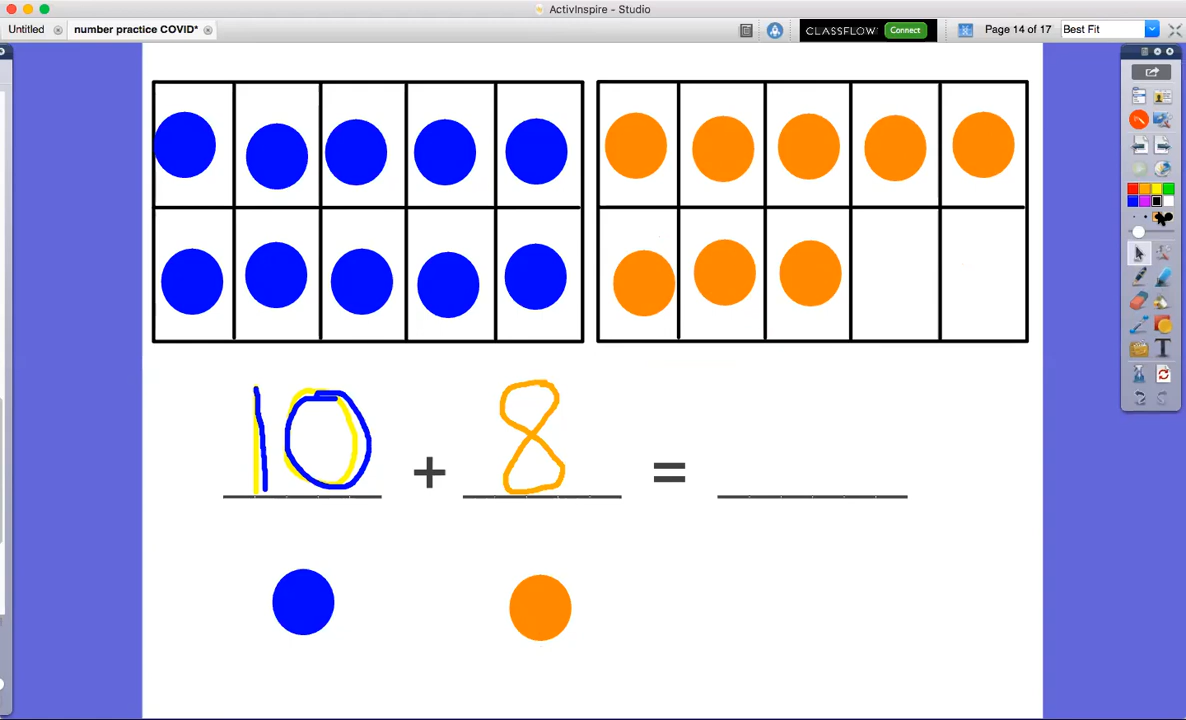 ActivInspire - Studio
Untitled number practice COVID* CLASSFLOW Connect Page 14 of 17 Best Fit
10 + 8 =